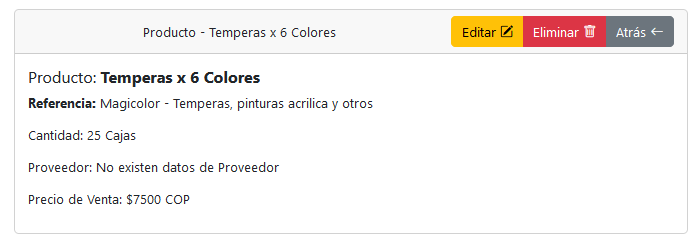 Producto - Temperas x 6 Colores
Editar
Eliminar
Atrás
Producto: Temperas x 6 Colores
Referencia: Magicolor - Temperas, pinturas acrilica y otros
Cantidad: 25 Cajas
Proveedor: No existen datos de Proveedor
Precio de Venta: $7500 COP